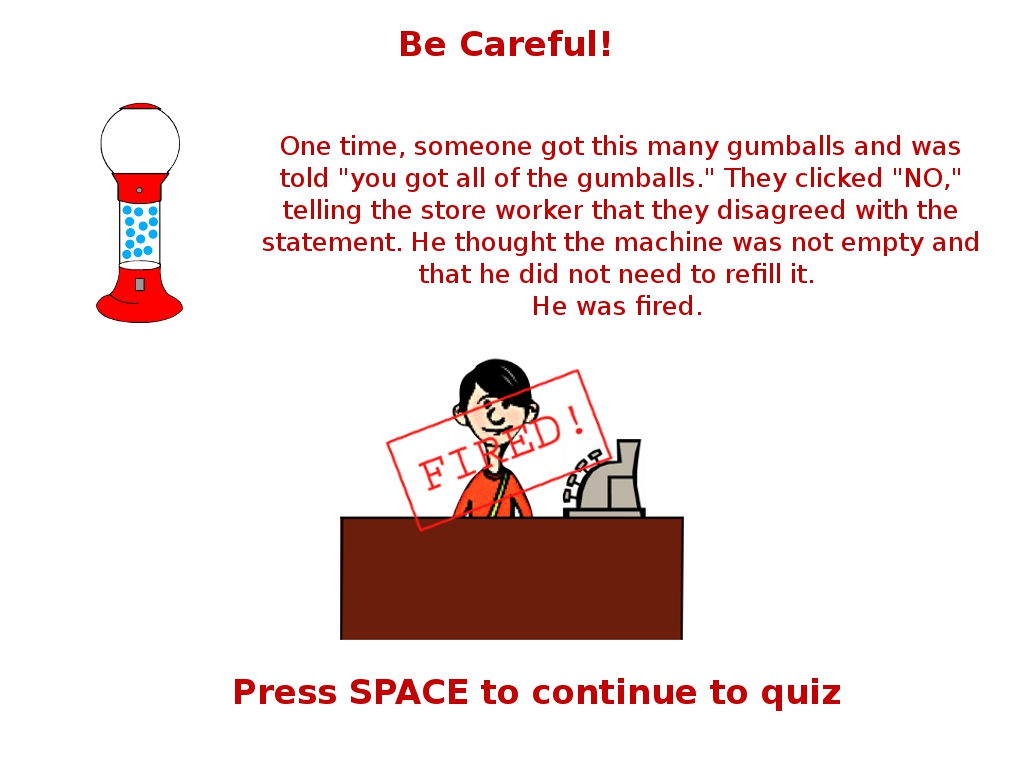 Be Careful!
One time, someone got this many gumballs and was
told "you got all of the gumballs." They clicked "NO,"
telling the store worker that they disagreed with the
statement. He thought the machine was not empty and
that he did not need to refill it.
He was fired.
FIRED!
Press SPACE to continue to quiz